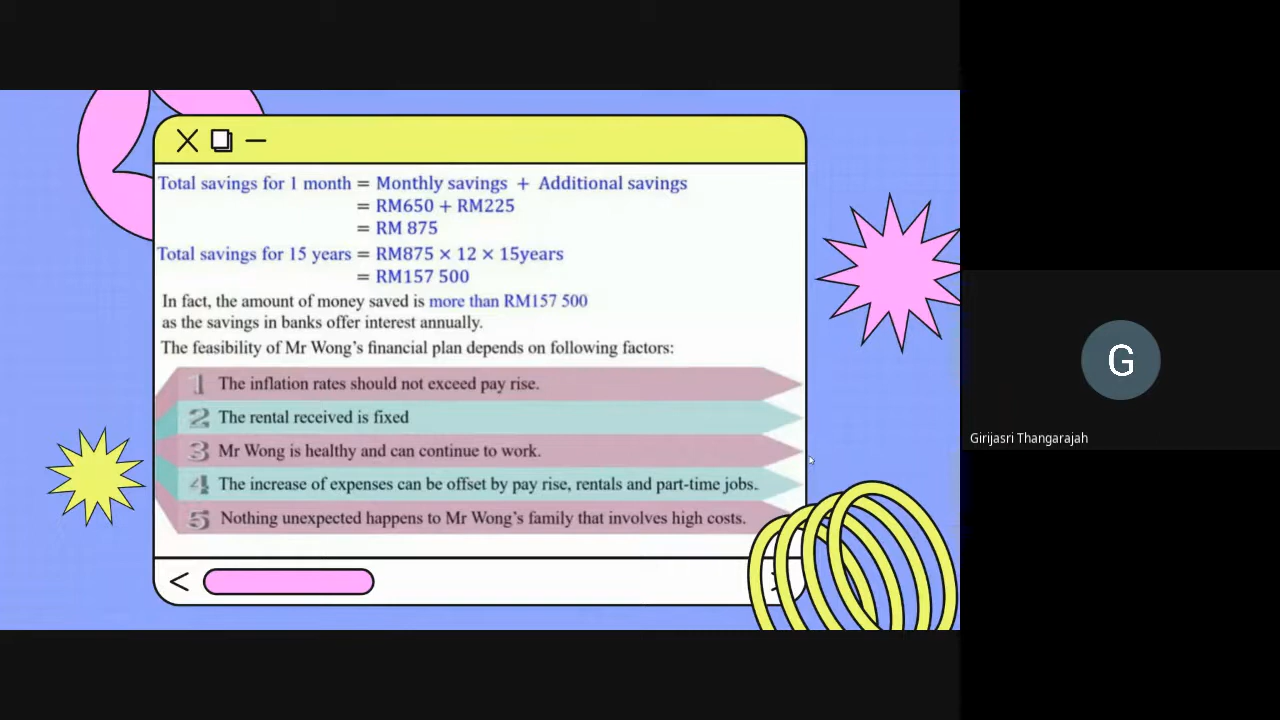 Total savings for 1 month = Monthly savings + Additional savings
= RM650 + RM225
= RM 875
Total savings for 15 years = RM875 × 12 × 15years
= RM157 500
In fact, the amount of money saved is more than RM157 500
as the savings in banks offer interest annually.
The feasibility of Mr Wong's financial plan depends on following factors:
1 The inflation rates should not exceed pay rise.
2 The rental received is fixed
3 Mr Wong is healthy and can continue to work.
4 The increase of expenses can be offset by pay rise, rentals and part-time jobs.
5 Nothing unexpected happens to Mr Wong's family that involves high costs.
G
Girijasri Thangarajah